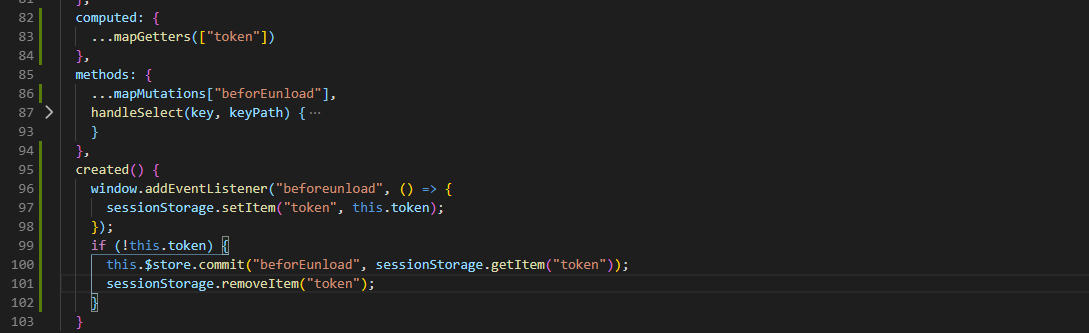 82 computed: {
83 ...mapGetters(["token"])
84 },
85 methods: {
86 ...mapMutations["beforEunload"],
87 handleSelect(key, keyPath) { ⋯
93 }
94 },
95 created() {
96 window.addEventListener("beforeunload", () => {
97 sessionStorage.setItem("token", this.token);
98 });
99 if (!this.token) {
100 this.$store.commit("beforEunload", sessionStorage.getItem("token"));
101 sessionStorage.removeItem("token");
102 }
103 }